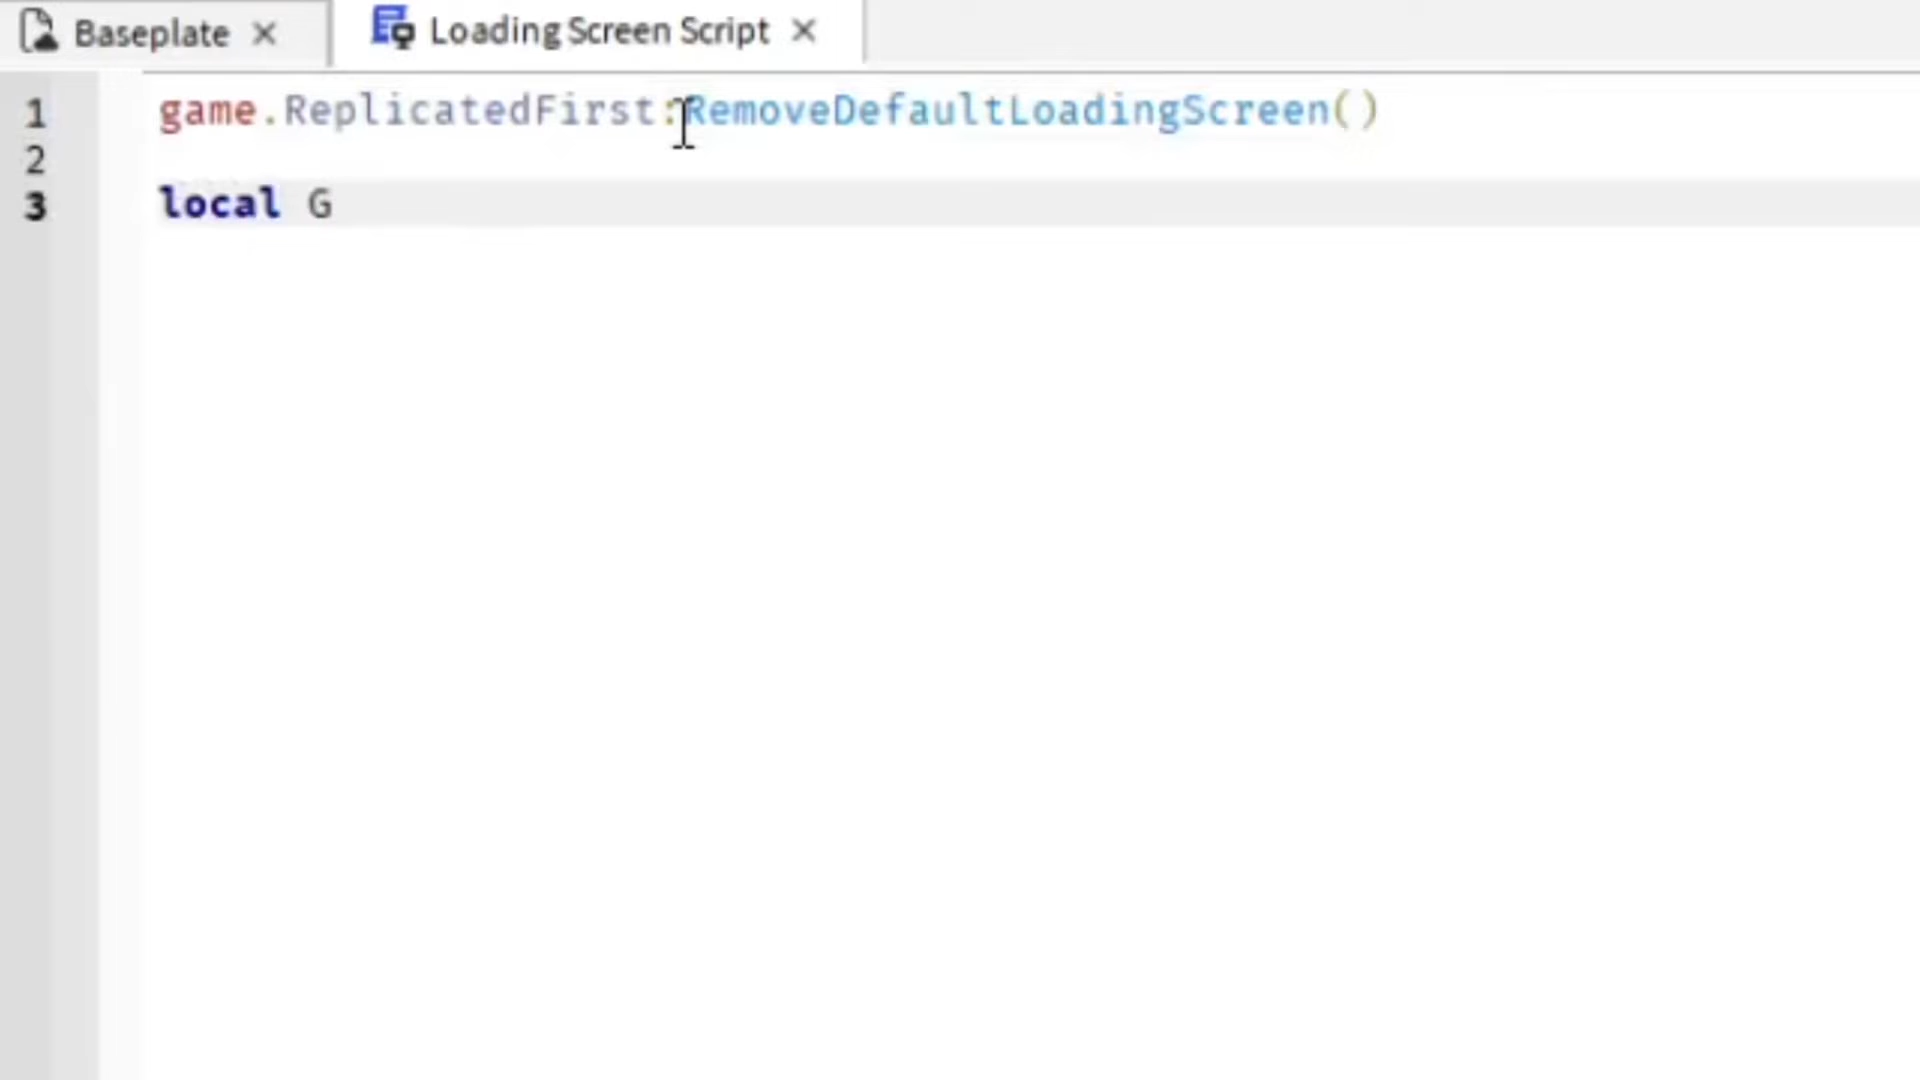 Baseplate
Loading Screen Script
1 game.ReplicatedFirst:RemoveDefaultLoadingScreen()
2
3 local G